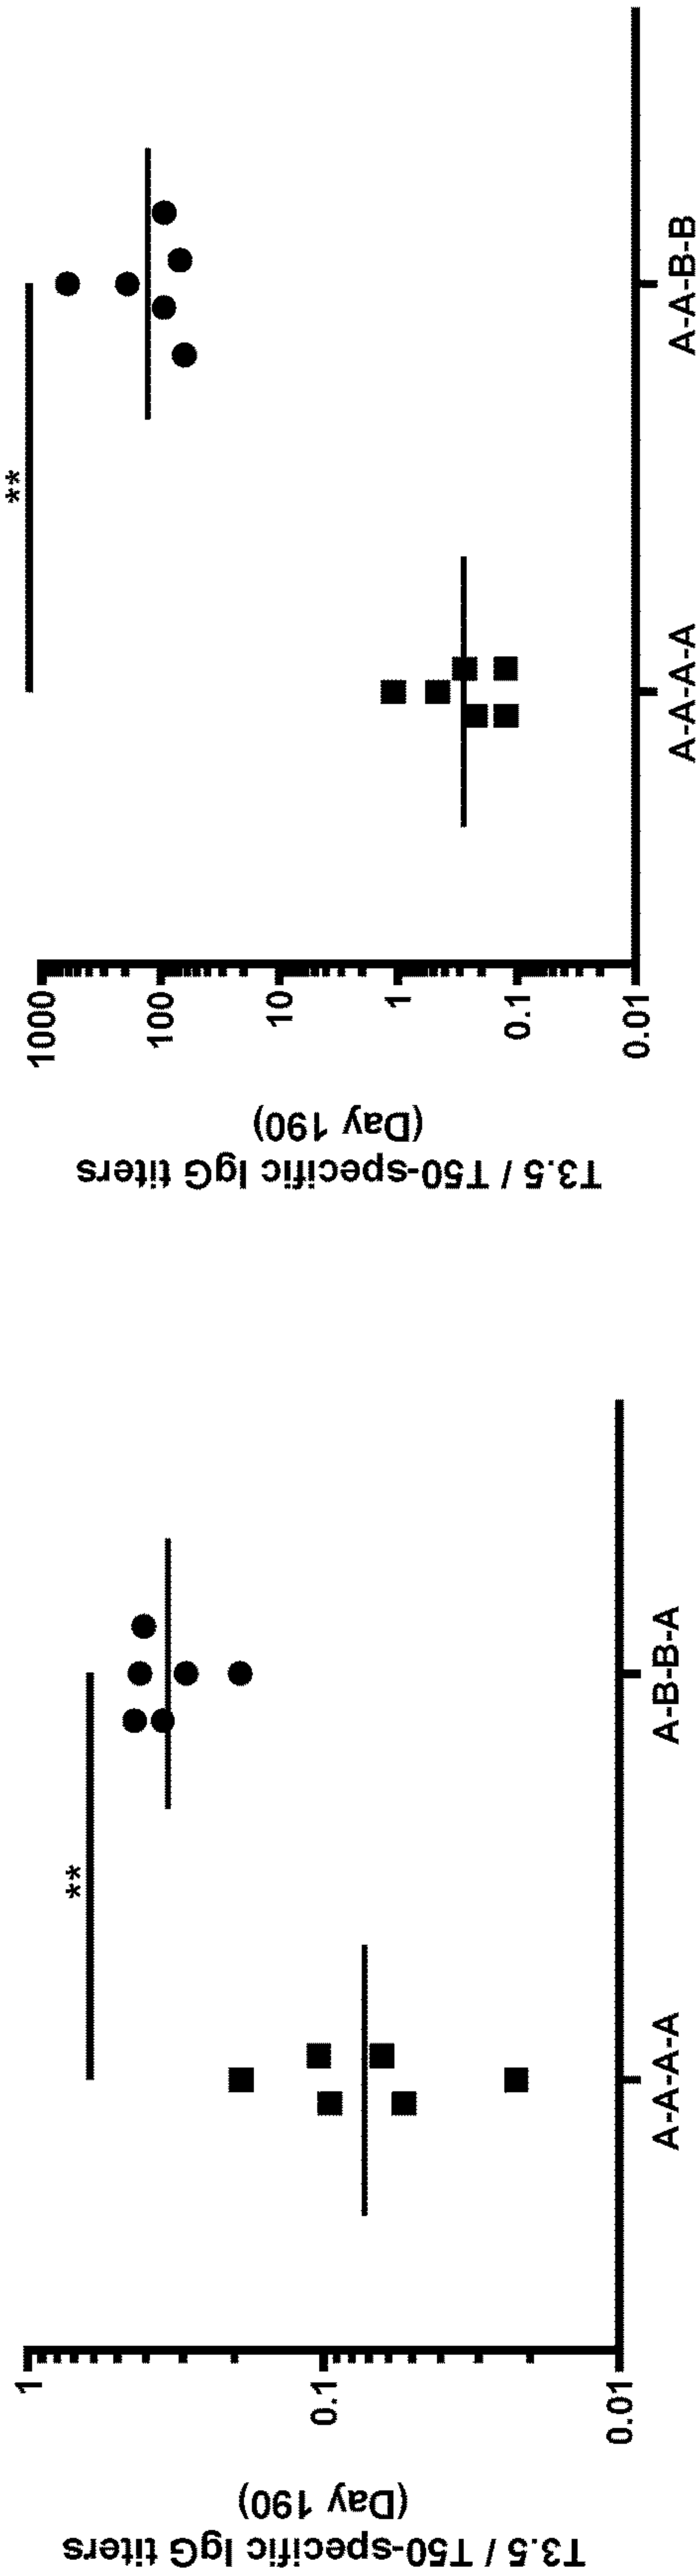 T3.5 / T50-specific IgG titers
(Day 190)
1
0.1
0.01
**
A-A-A-A
A-B-B-A
T3.5 / T50-specific IgG titers
(Day 190)
1000
100
10
1
0.1
0.01
**
A-A-A-A
A-A-B-B